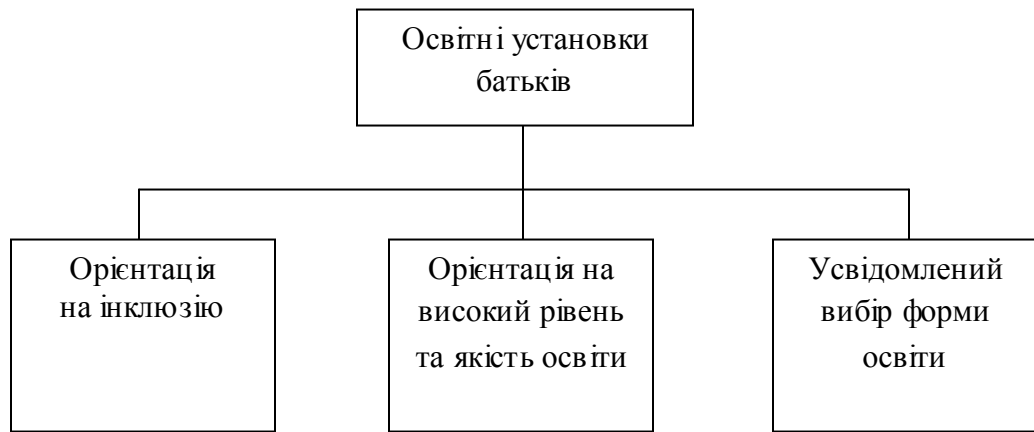 Освітні установки
батьків
Орієнтація
на інклюзію
Орієнтація на
високий рівень
та якість освіти
Усвідомлений
вибір форми
освіти